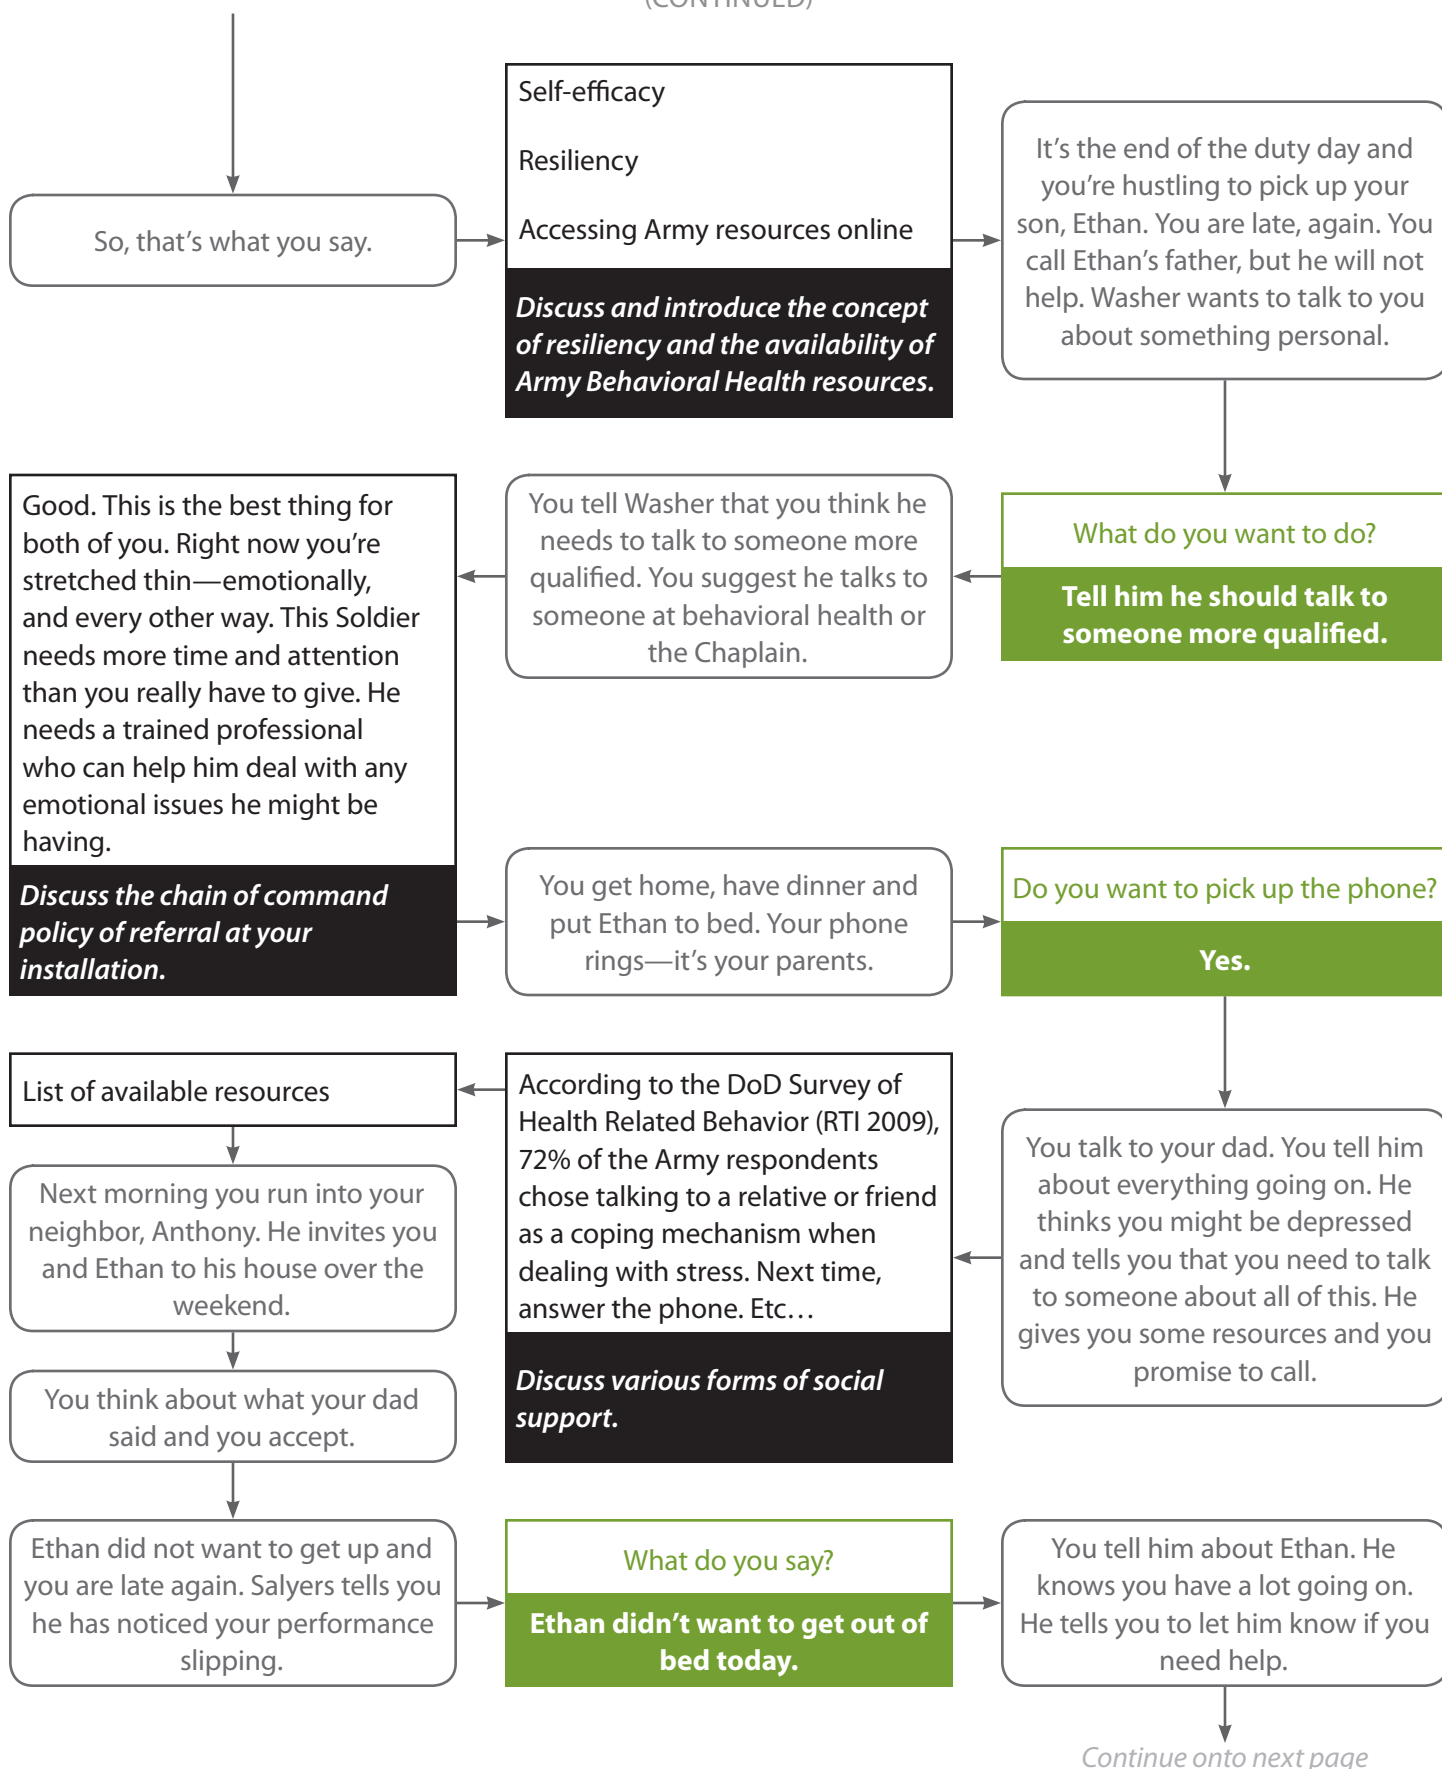 (CONTINUED)
So, that's what you say.
Self-efficacy
Resiliency
Accessing Army resources online
Discuss and introduce the concept
of resiliency and the availability of
Army Behavioral Health resources.
It's the end of the duty day and
you're hustling to pick up your
son, Ethan. You are late, again. You
call Ethan's father, but he will not
help. Washer wants to talk to you
about something personal.
What do you want to do?
Tell him he should talk to
someone more qualified.
You tell Washer that you think he
needs to talk to someone more
qualified. You suggest he talks to
someone at behavioral health or
the Chaplain.
Good. This is the best thing for
both of you. Right now you're
stretched thin—emotionally,
and every other way. This Soldier
needs more time and attention
than you really have to give. He
needs a trained professional
who can help him deal with any
emotional issues he might be
having.
Discuss the chain of command
policy of referral at your
installation.
You get home, have dinner and
put Ethan to bed. Your phone
rings—it's your parents.
Do you want to pick up the phone?
Yes.
You talk to your dad. You tell him
about everything going on. He
thinks you might be depressed
and tells you that you need to talk
to someone about all of this. He
gives you some resources and you
promise to call.
According to the DoD Survey of
Health Related Behavior (RTI 2009),
72% of the Army respondents
chose talking to a relative or friend
as a coping mechanism when
dealing with stress. Next time,
answer the phone. Etc…
Discuss various forms of social
support.
List of available resources
Next morning you run into your
neighbor, Anthony. He invites you
and Ethan to his house over the
weekend.
You think about what your dad
said and you accept.
Ethan did not want to get up and
you are late again. Salyers tells you
he has noticed your performance
slipping.
What do you say?
Ethan didn't want to get out of
bed today.
You tell him about Ethan. He
knows you have a lot going on.
He tells you to let him know if you
need help.
Continue onto next page